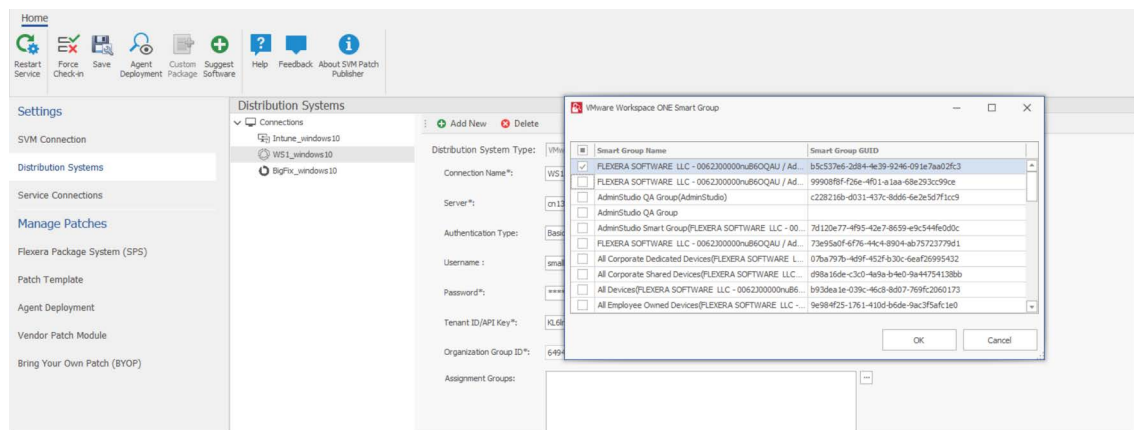 Home
Restart Service
Force Check-in
Save
Agent Deployment
Custom Package
Suggest Software
Help
Feedback
About SVM Patch Publisher
Settings
SVM Connection
Distribution Systems
Service Connections
Manage Patches
Flexera Package System (SPS)
Patch Template
Agent Deployment
Vendor Patch Module
Bring Your Own Patch (BYOP)
Distribution Systems
Connections
Intune_windows10
WS1_windows10
BigFix_windows10
Add New Delete
Distribution System Type: VMw
Connection Name*: WS1
Server*: cn13
Authentication Type: Basic
Username : smal
Password*: ****
Tenant ID/API Key*:
Organization Group ID*: 6494
Assignment Groups:
...
VMware Workspace ONE Smart Group
Smart Group Name Smart Group GUID
FLEXERA SOFTWARE LLC - 0062J00000nuB6OQAU / Ad... b5c537e6-2d84-4e39-9246-091e7aa02fc3
FLEXERA SOFTWARE LLC - 0062J00000nuB6OQAU / Ad... 99908f8f-f26e-4f01-a1aa-68e293cc99ce
AdminStudio QA Group(AdminStudio) c228216b-d031-437c-8dd6-6e2e5d7f1cc9
AdminStudio QA Group
AdminStudio Smart Group(FLEXERA SOFTWARE LLC - 00... 7d120e77-4f95-42e7-8659-e9c544fe0d0c
FLEXERA SOFTWARE LLC - 0062J00000nuB6OQAU / Ad... 73e95a0f-6f76-44c4-8904-ab75723779d1
All Corporate Dedicated Devices(FLEXERA SOFTWARE L... 07ba797b-4d9f-452f-b30c-6eaf26995432
All Corporate Shared Devices(FLEXERA SOFTWARE LLC... d98a16de-c3c0-4a9a-b4e0-9a44754138bb
All Devices(FLEXERA SOFTWARE LLC - 0062J00000nuB6... b93dea1e-039c-46c8-8d07-769fc2060173
All Employee Owned Devices(FLEXERA SOFTWARE LLC -... 9e984f25-1761-410d-b6de-9ac3f5afc1e0
OK Cancel